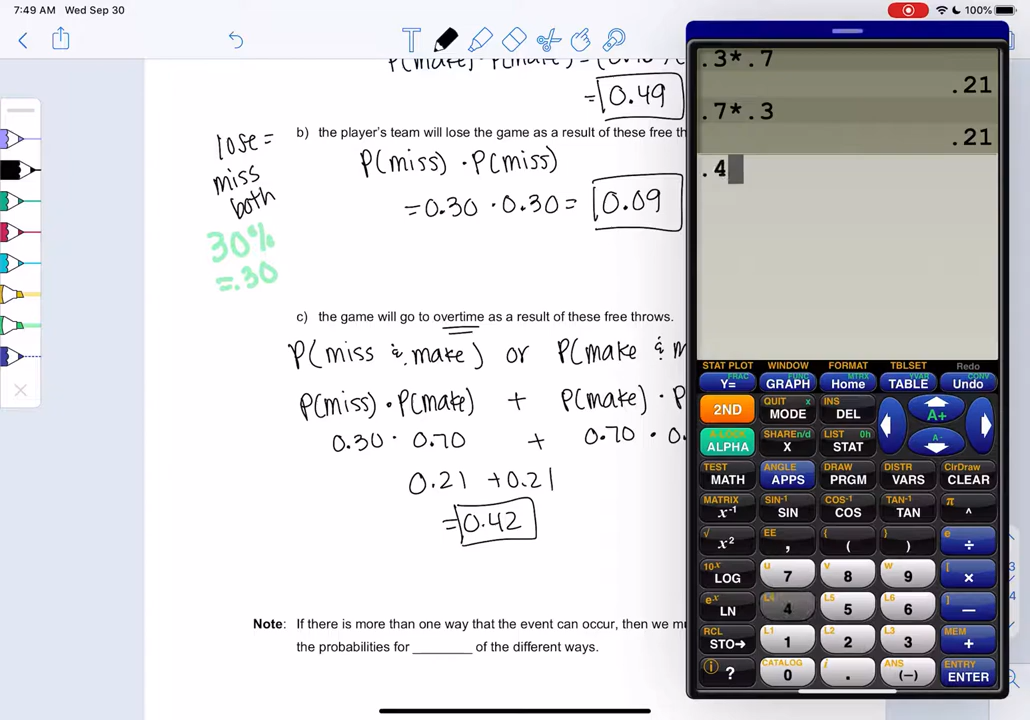 7:49 AM Wed Sep 30
100%
= 0.49
b) the player's team will lose the game as a result of these free th
lose =
miss
both
30%
=.30
P(miss) · P(miss)
= 0.30 · 0.30 = 0.09
c) the game will go to overtime as a result of these free throws.
P(miss & make) or P(make & m
P(miss) · P(make) + P(make) · P
0.30 · 0.70 + 0.70 · 0.
0.21 + 0.21
= 0.42
Note: If there is more than one way that the event can occur, then we mu
the probabilities for ________ of the different ways.
.3*.7
.21
.7*.3
.21
.4
STAT PLOT WINDOW FORMAT TBLSET Redo
Y= GRAPH Home TABLE Undo
QUIT x INS
2ND MODE DEL A+
SHARE n/d LIST 0h A-
ALPHA X STAT
TEST ANGLE DRAW DISTR ClrDraw
MATH APPS PRGM VARS CLEAR
MATRIX SIN-1 COS-1 TAN-1 π
x-1 SIN COS TAN ^
√ EE { } e
x2 , ( ) ÷
10x u v w [
LOG 7 8 9 ×
ex L4 L5 L6 ]
LN 4 5 6 —
RCL L1 L2 L3 MEM
STO→ 1 2 3 +
CATALOG i ANS ENTRY
? 0 . (−) ENTER